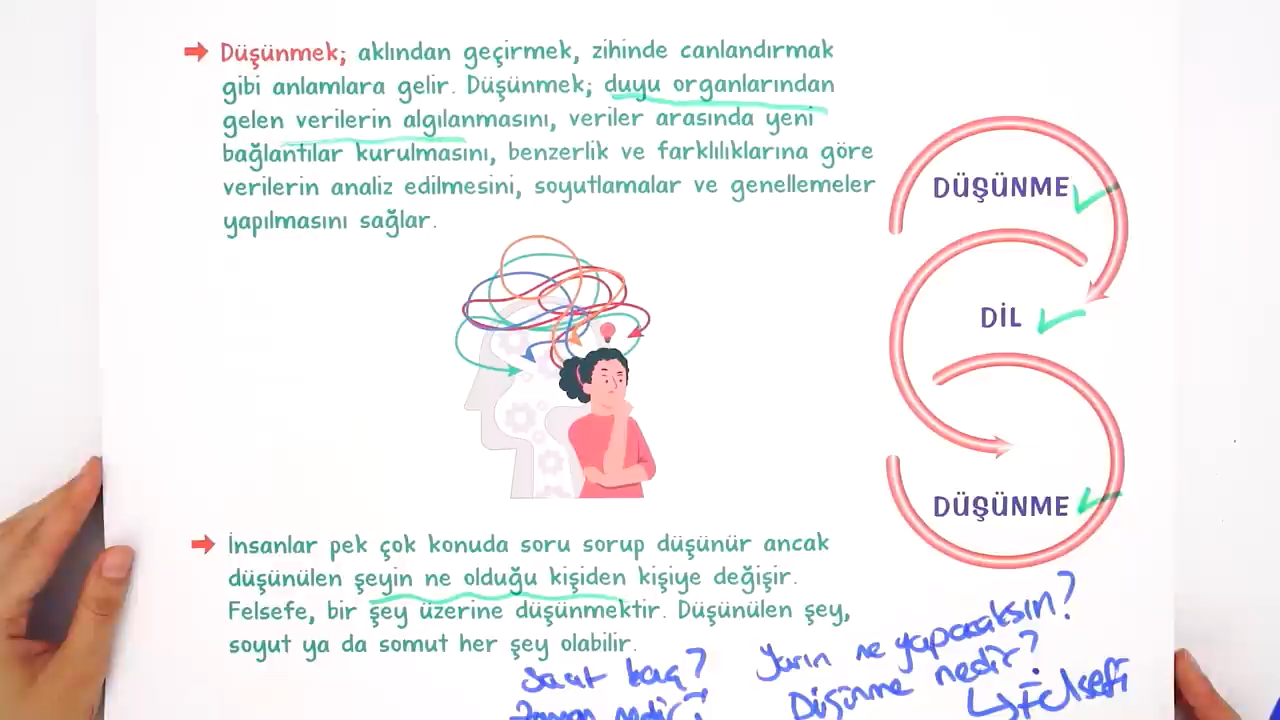 Düşünmek; aklından geçirmek, zihinde canlandırmak
gibi anlamlara gelir. Düşünmek; duyu organlarından
gelen verilerin algılanmasını, veriler arasında yeni
bağlantılar kurulmasını, benzerlik ve farklılıklarına göre
verilerin analiz edilmesini, soyutlamalar ve genellemeler
yapılmasını sağlar.
DÜŞÜNME
DİL
DÜŞÜNME
İnsanlar pek çok konuda soru sorup düşünür ancak
düşünülen şeyin ne olduğu kişiden kişiye değişir.
Felsefe, bir şey üzerine düşünmektir. Düşünülen şey,
soyut ya da somut her şey olabilir.
Saat kaç?
Zaman nedir?
Yarın ne yapacaksın?
Düşünme nedir?
Felsefi